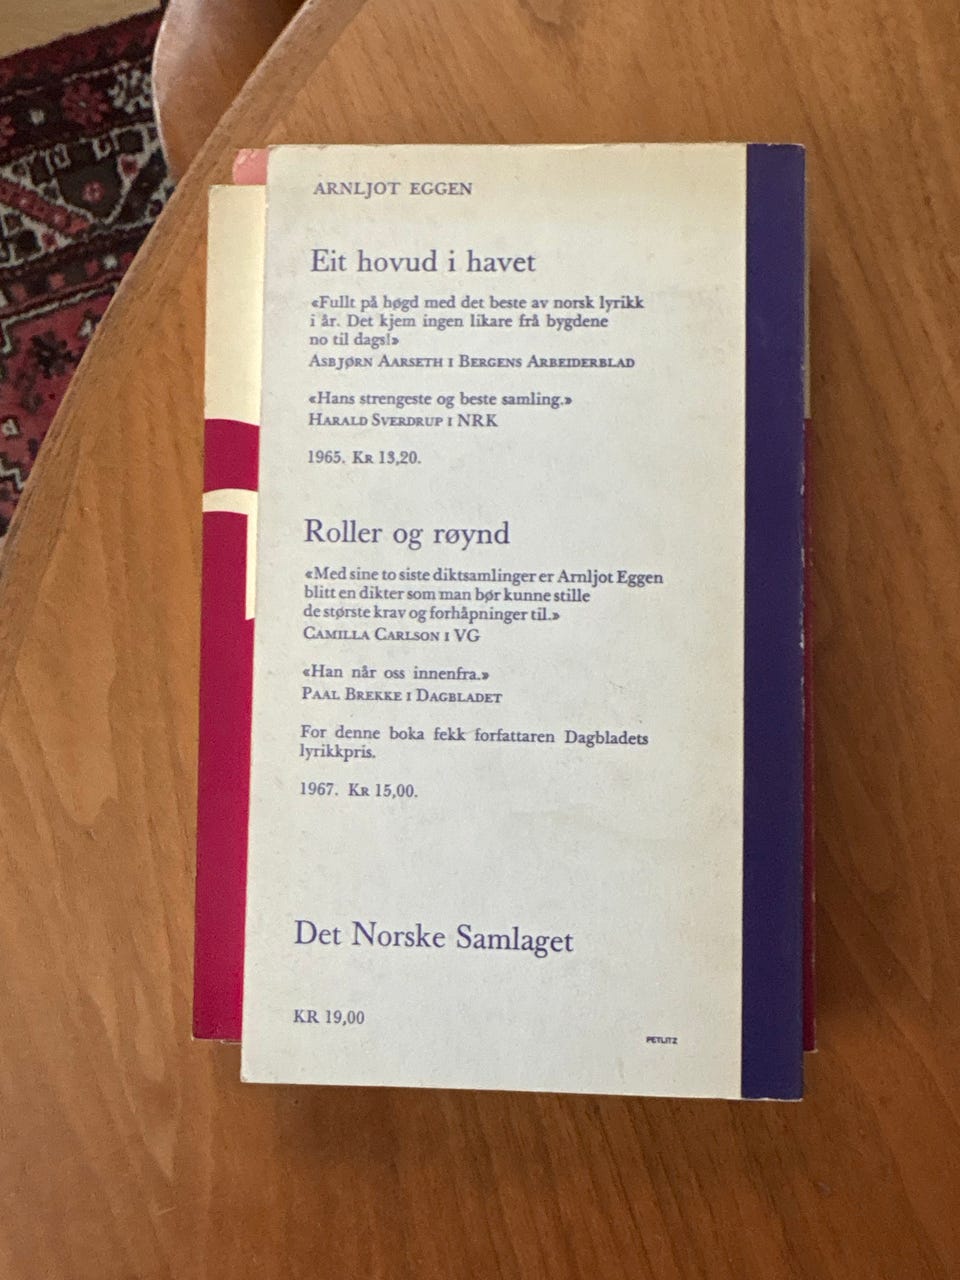 ARNLJOT EGGEN
Eit hovud i havet
«Fullt på høgd med det beste av norsk lyrikk
i år. Det kjem ingen likare frå bygdene
no til dags!»
ASBJØRN AARSETH I BERGENS ARBEIDERBLAD
«Hans strengeste og beste samling.»
HARALD SVERDRUP I NRK
1965. KR 13,20.
Roller og røynd
«Med sine to siste diktsamlinger er Arnljot Eggen
blitt en dikter som man bør kunne stille
de største krav og forhåpninger til.»
CAMILLA CARLSON I VG
«Han når oss innenfra.»
PAAL BREKKE I DAGBLADET
For denne boka fekk forfattaren Dagbladets
lyrikkpris.
1967. KR 15,00.
Det Norske Samlaget
KR 19,00
PETLITZ